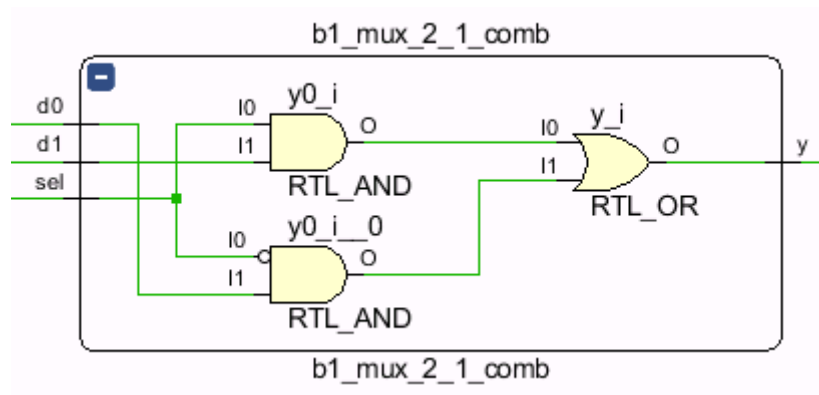 b1_mux_2_1_comb
d0
d1
sel
I0
I1
y0_i
O
RTL_AND
I0
I1
y0_i__0
O
RTL_AND
I0
I1
y_i
O
RTL_OR
y
b1_mux_2_1_comb